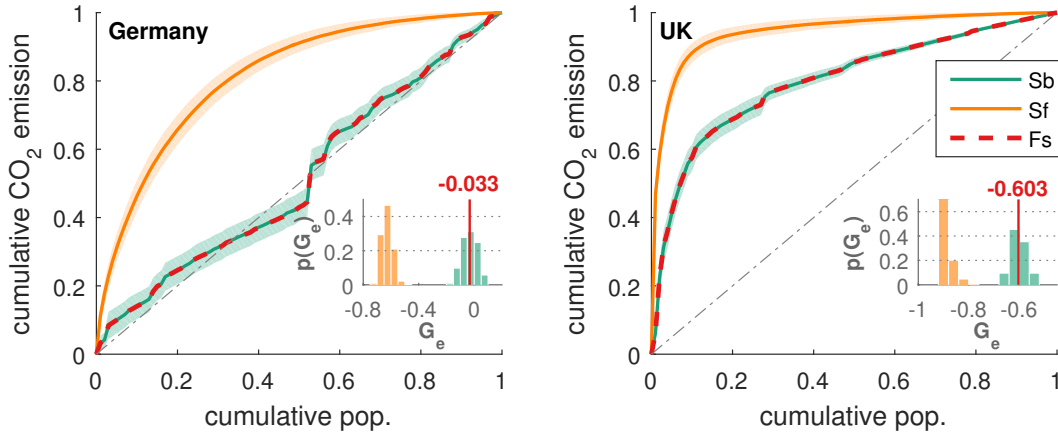 Germany
cumulative CO2 emission
1
0.8
0.6
0.4
0.2
0
0 0.2 0.4 0.6 0.8 1
cumulative pop.
-0.033
p(G_e)
0.4
0.2
0
-0.8 -0.4 0
G_e
UK
cumulative CO2 emission
1
0.8
0.6
0.4
0.2
0
0 0.2 0.4 0.6 0.8 1
cumulative pop.
Sb
Sf
Fs
-0.603
p(G_e)
0.6
0.4
0.2
0
-1 -0.8 -0.6
G_e